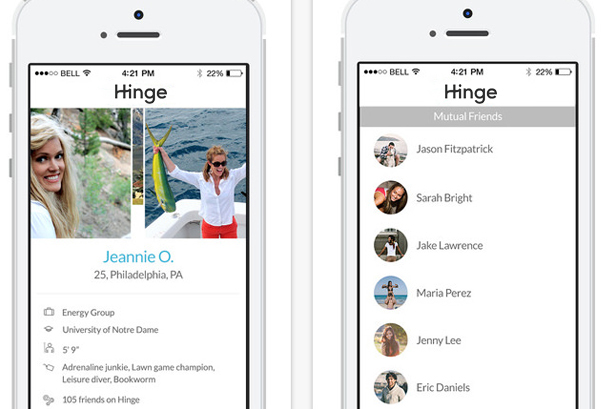 BELL 4:21 PM 22%
Hinge
Jeannie O.
25, Philadelphia, PA
Energy Group
University of Notre Dame
5' 9"
Adrenaline junkie, Lawn game champion,
Leisure diver, Bookworm
105 friends on Hinge
BELL 4:21 PM 22%
Hinge
Mutual Friends
Jason Fitzpatrick
Sarah Bright
Jake Lawrence
Maria Perez
Jenny Lee
Eric Daniels